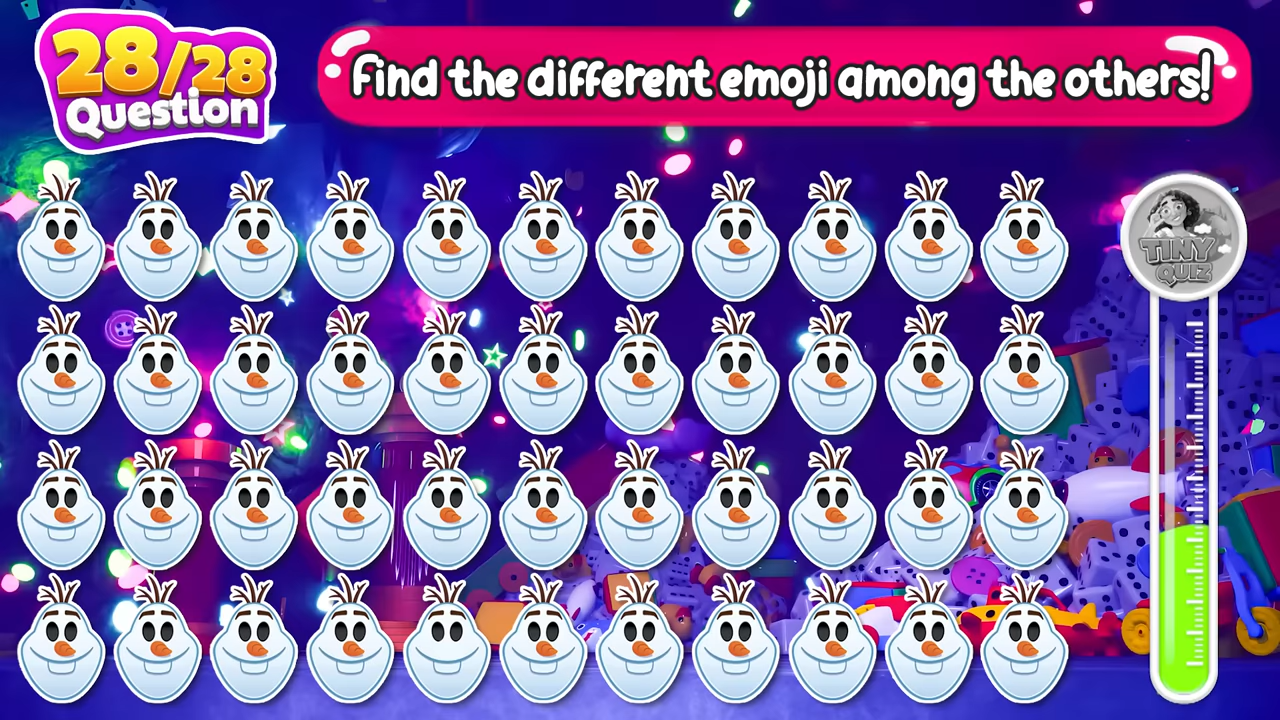 28/28
Question
Find the different emoji among the others!
TINY
QUIZ